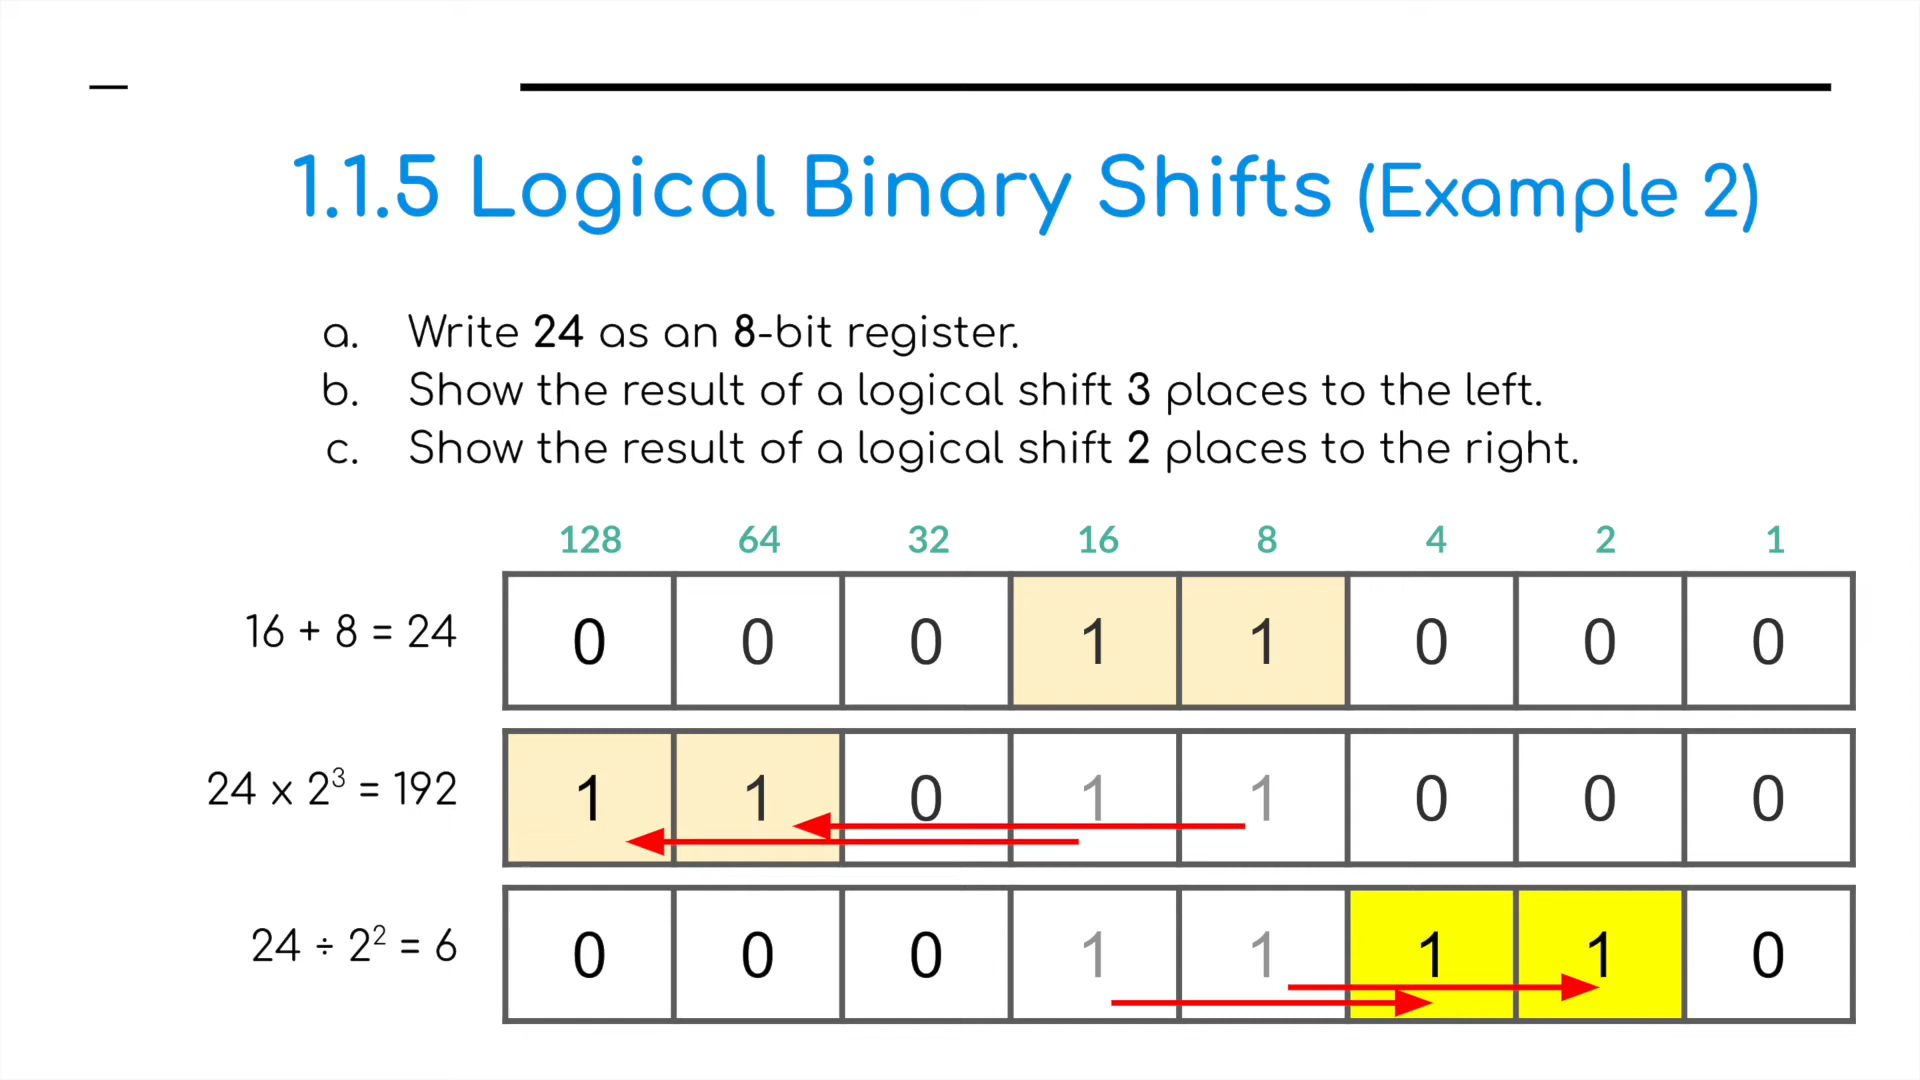 1.1.5 Logical Binary Shifts (Example 2)
a. Write 24 as an 8-bit register.
b. Show the result of a logical shift 3 places to the left.
c. Show the result of a logical shift 2 places to the right.
128 64 32 16 8 4 2 1
16 + 8 = 24 0 0 0 1 1 0 0 0
24 x 2³ = 192 1 1 0 1 1 0 0 0
24 ÷ 2² = 6 0 0 0 1 1 1 1 0